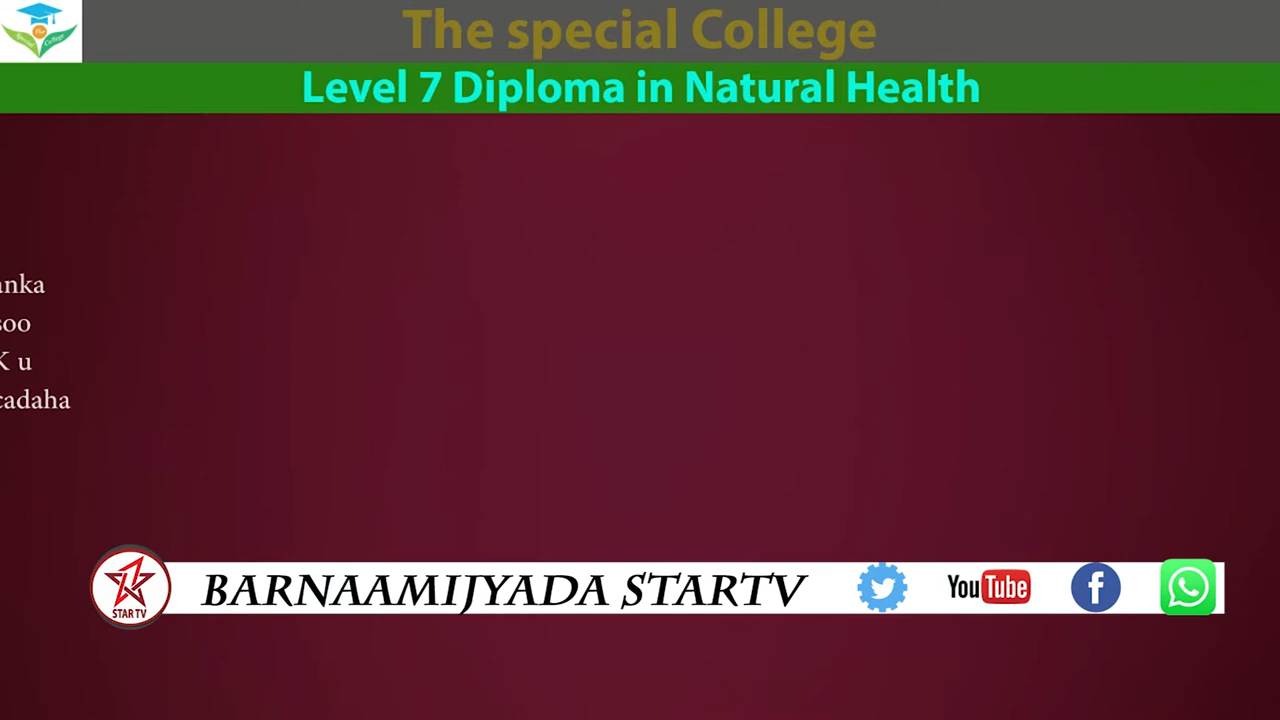 The special College
Level 7 Diploma in Natural Health
anka
soo
K u
cadaha
BARNAAMIJYADA STARTV
STAR TV
YouTube